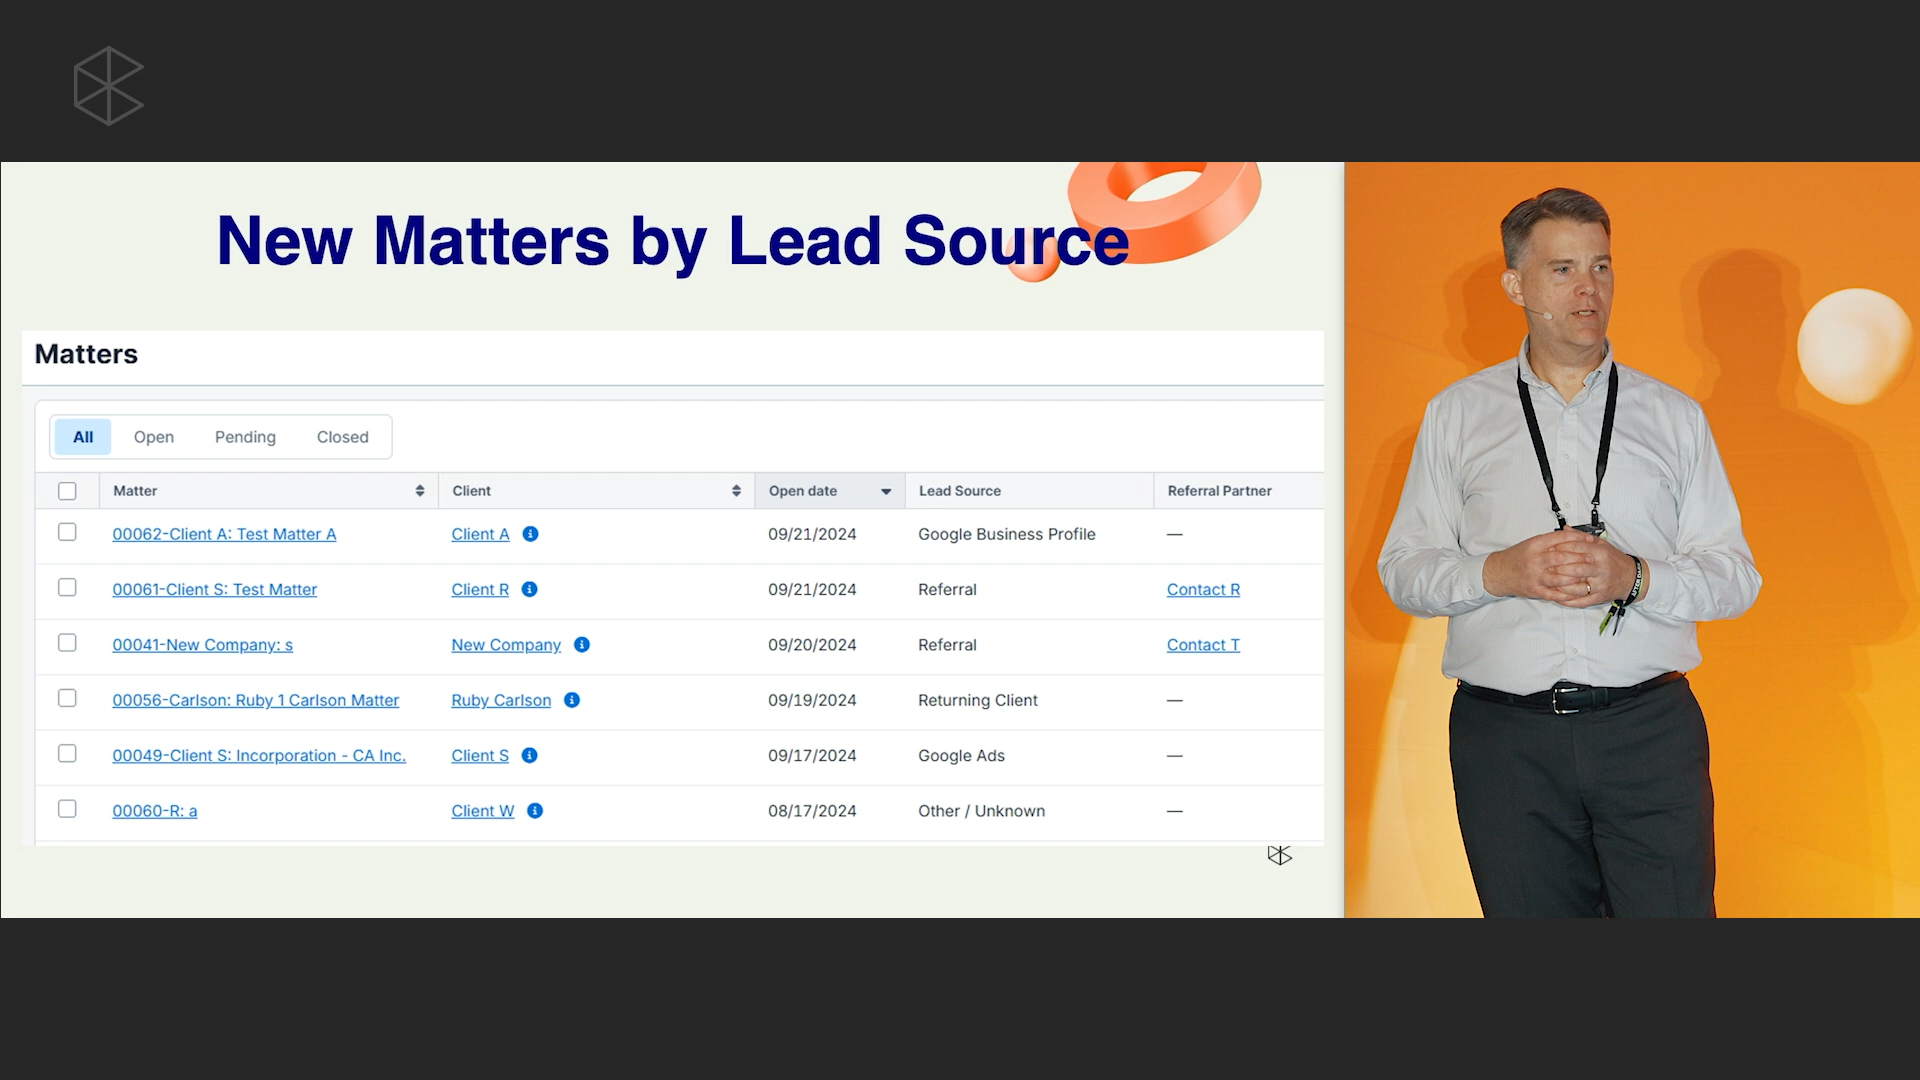 New Matters by Lead Source
Matters
All Open Pending Closed
Matter Client Open date Lead Source Referral Partner
00062-Client A: Test Matter A Client A 09/21/2024 Google Business Profile —
00061-Client S: Test Matter Client R 09/21/2024 Referral Contact R
00041-New Company: s New Company 09/20/2024 Referral Contact T
00056-Carlson: Ruby 1 Carlson Matter Ruby Carlson 09/19/2024 Returning Client —
00049-Client S: Incorporation - CA Inc. Client S 09/17/2024 Google Ads —
00060-R: a Client W 08/17/2024 Other / Unknown —